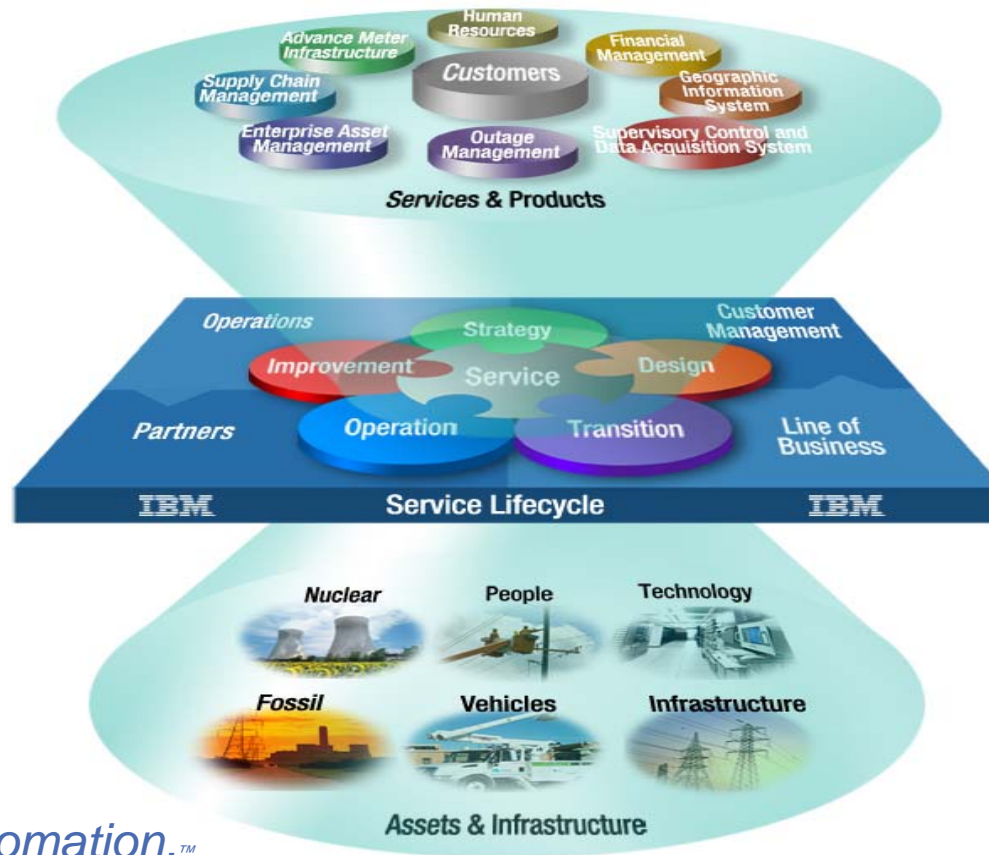 Human
Resources
Advance Meter
Infrastructure
Financial
Management
Customers
Supply Chain
Management
Geographic
Information
System
Enterprise Asset
Management
Outage
Management
Supervisory Control and
Data Acquisition System
Services & Products
Operations
Customer
Management
Strategy
Improvement
Service
Design
Partners
Operation
Transition
Line of
Business
IBM
Service Lifecycle
IBM
Nuclear
People
Technology
Fossil
Vehicles
Infrastructure
Assets & Infrastructure
omation.™